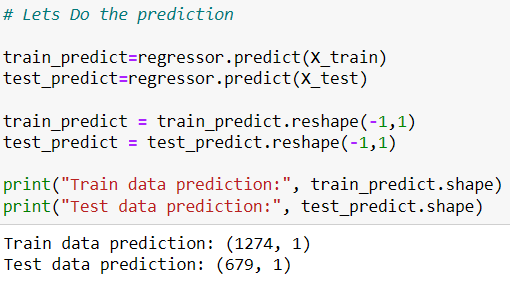 # Lets Do the prediction
train_predict=regressor.predict(X_train)
test_predict=regressor.predict(X_test)
train_predict = train_predict.reshape(-1,1)
test_predict = test_predict.reshape(-1,1)
print("Train data prediction:", train_predict.shape)
print("Test data prediction:", test_predict.shape)
Train data prediction: (1274, 1)
Test data prediction: (679, 1)